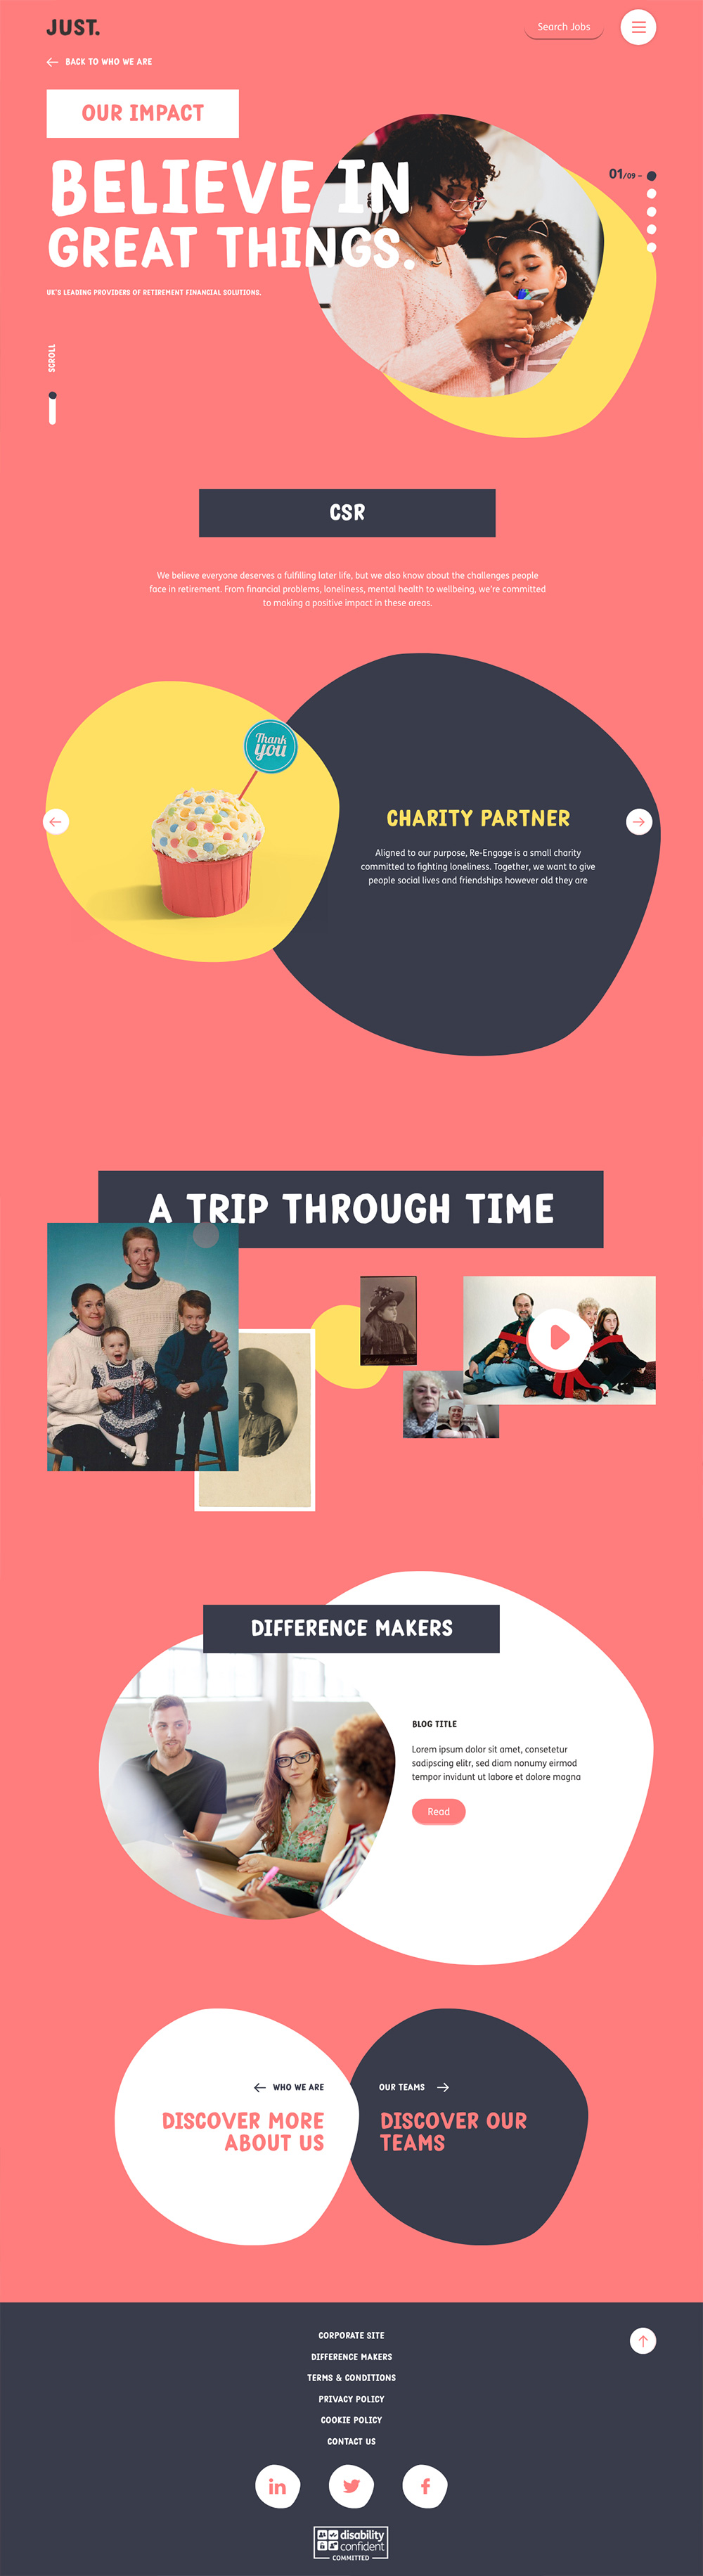 JUST.
Search Jobs
BACK TO WHO WE ARE
OUR IMPACT
BELIEVE IN
GREAT THINGS.
01/09 –
UK'S LEADING PROVIDERS OF RETIREMENT FINANCIAL SOLUTIONS.
SCROLL
CSR
We believe everyone deserves a fulfilling later life, but we also know about the challenges people
face in retirement. From financial problems, loneliness, mental health to wellbeing, we're committed
to making a positive impact in these areas.
Thank
you
CHARITY PARTNER
Aligned to our purpose, Re-Engage is a small charity
committed to fighting loneliness. Together, we want to give
people social lives and friendships however old they are
A TRIP THROUGH TIME
DIFFERENCE MAKERS
BLOG TITLE
Lorem ipsum dolor sit amet, consetetur
sadipscing elitr, sed diam nonumy eirmod
tempor invidunt ut labore et dolore magna
Read
WHO WE ARE
DISCOVER MORE
ABOUT US
OUR TEAMS
DISCOVER OUR
TEAMS
CORPORATE SITE
DIFFERENCE MAKERS
TERMS & CONDITIONS
PRIVACY POLICY
COOKIE POLICY
CONTACT US
in
f
disability
confident
COMMITTED